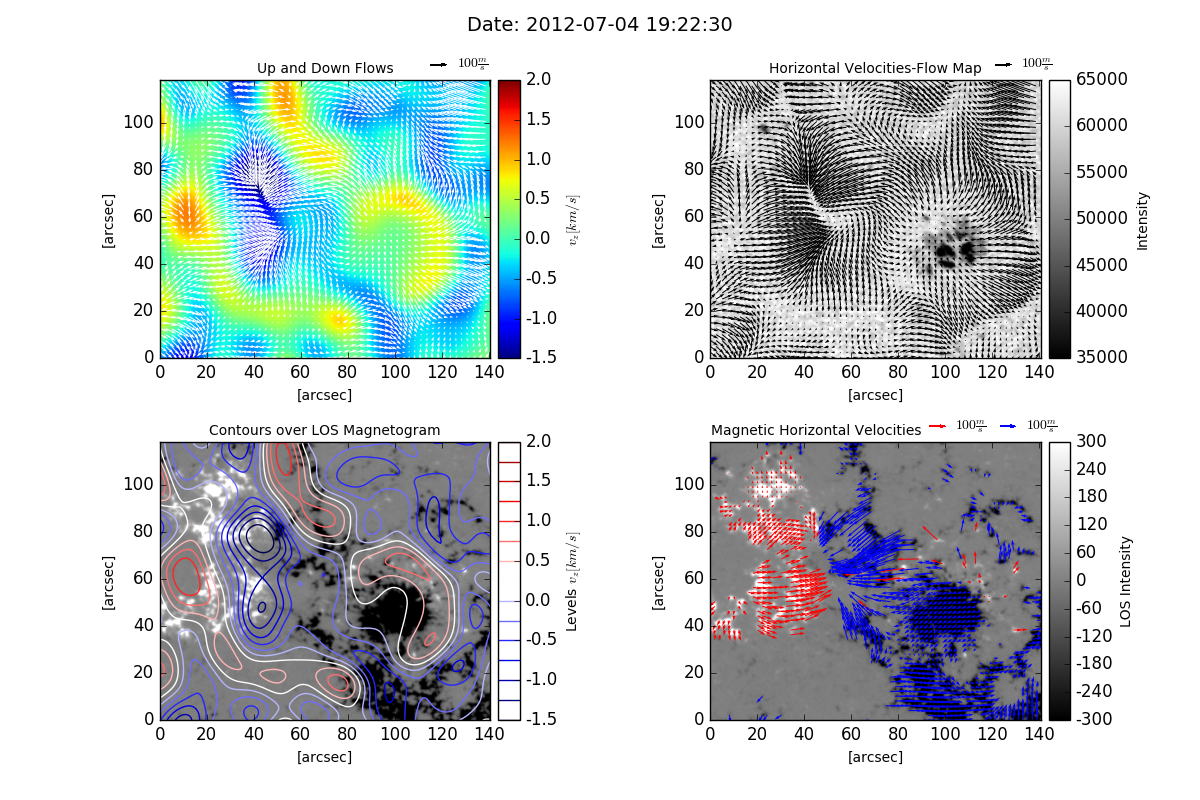 Date: 2012-07-04 19:22:30
Up and Down Flows
100 m/s
Horizontal Velocities-Flow Map
100 m/s
100
80
60
40
20
0
[arcsec]
0 20 40 60 80 100 120 140
[arcsec]
2.0
1.5
1.0
0.5
0.0
-0.5
-1.0
-1.5
v_z[km/s]
100
80
60
40
20
0
[arcsec]
0 20 40 60 80 100 120 140
[arcsec]
65000
60000
55000
50000
45000
40000
35000
Intensity
Contours over LOS Magnetogram
Magnetic Horizontal Velocities
100 m/s
100 m/s
100
80
60
40
20
0
[arcsec]
0 20 40 60 80 100 120 140
[arcsec]
2.0
1.5
1.0
0.5
0.0
-0.5
-1.0
-1.5
Levels v_z[km/s]
100
80
60
40
20
0
[arcsec]
0 20 40 60 80 100 120 140
[arcsec]
300
240
180
120
60
0
-60
-120
-180
-240
-300
LOS Intensity